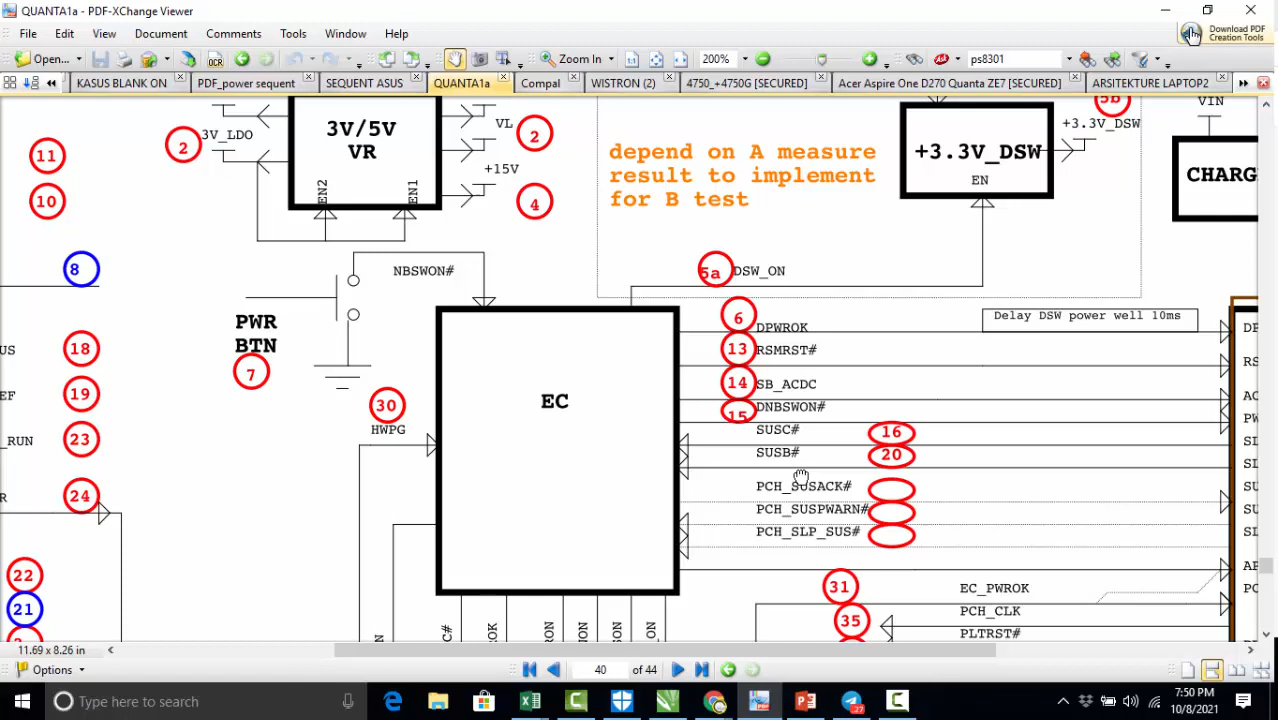 QUANTA1a - PDF-XChange Viewer
File Edit View Document Comments Tools Window Help
Download PDF
Creation Tools
Open... OCR Zoom In 200% ps8301
KASUS BLANK ON PDF_power sequent SEQUENT ASUS QUANTA1a Compal WISTRON (2) 4750_+4750G [SECURED] Acer Aspire One D270 Quanta ZE7 [SECURED] ARSITEKTURE LAPTOP2
5b
VIN
3V_LDO
2
3V/5V
VR
EN2
EN1
VL
2
+15V
4
depend on A measure
result to implement
for B test
+3.3V_DSW
EN
+3.3V_DSW
CHARG
11
10
8
NBSWON#
5a DSW_ON
PWR
BTN
7
EC
6
DPWROK
Delay DSW power well 10ms
13 RSMRST#
RS
14 SB_ACDC
15 DNBSWON#
SUSC# 16
SUSB# 20
PCH_SUSACK#
PCH_SUSPWARN#
PCH_SLP_SUS#
US 18
EF 19
_RUN 23
R 24
30
HWPG
22
21
31
EC_PWROK
PCH_CLK
35
PLTRST#
11.69 x 8.26 in
Options 40 of 44
Type here to search
27
7:50 PM
10/8/2021